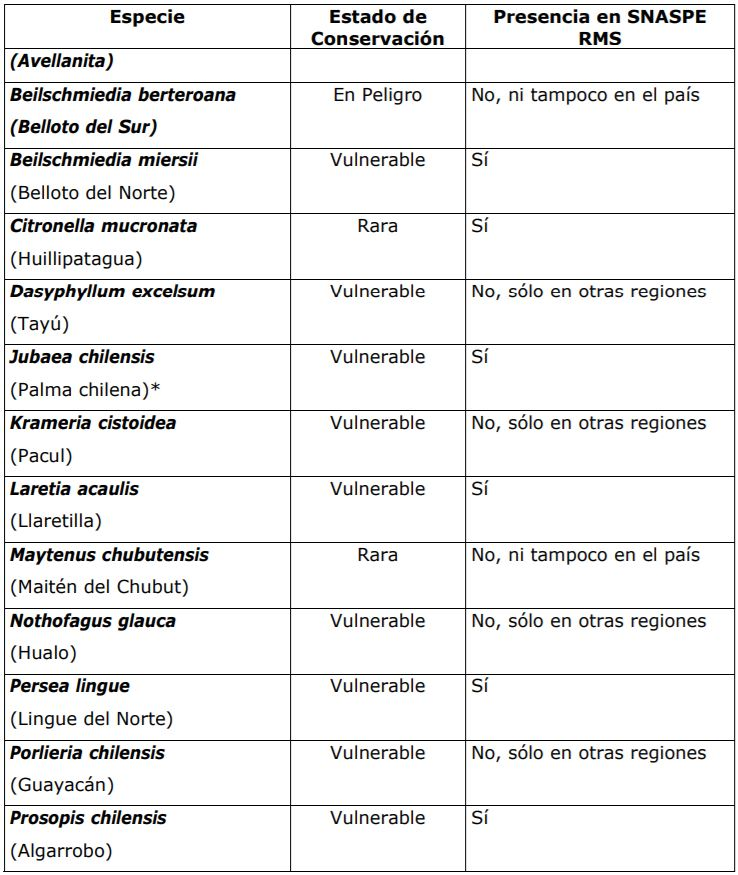 Especie Estado de Presencia en SNASPE
Conservación RMS
(Avellanita)
Beilschmiedia berteroana En Peligro No, ni tampoco en el país
(Belloto del Sur)
Beilschmiedia miersii Vulnerable Sí
(Belloto del Norte)
Citronella mucronata Rara Sí
(Huillipatagua)
Dasyphyllum excelsum Vulnerable No, sólo en otras regiones
(Tayú)
Jubaea chilensis Vulnerable Sí
(Palma chilena)*
Krameria cistoidea Vulnerable No, sólo en otras regiones
(Pacul)
Laretia acaulis Vulnerable Sí
(Llaretilla)
Maytenus chubutensis Rara No, ni tampoco en el país
(Maitén del Chubut)
Nothofagus glauca Vulnerable No, sólo en otras regiones
(Hualo)
Persea lingue Vulnerable Sí
(Lingue del Norte)
Porlieria chilensis Vulnerable No, sólo en otras regiones
(Guayacán)
Prosopis chilensis Vulnerable Sí
(Algarrobo)